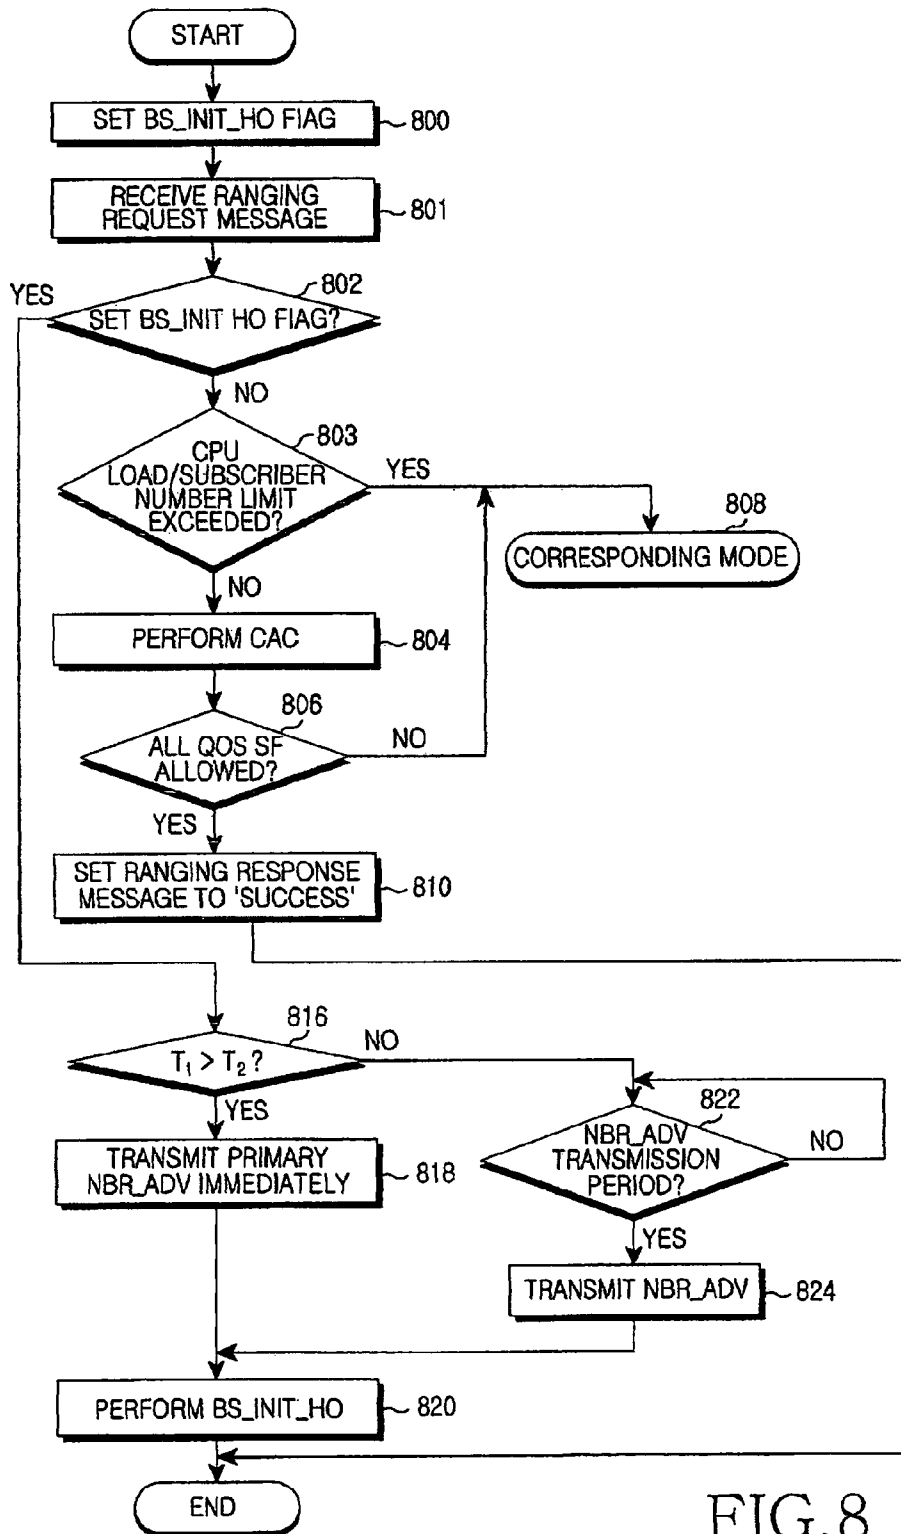 START
SET BS_INIT_HO FIAG
800
RECEIVE RANGING
REQUEST MESSAGE
801
802
YES
SET BS_INIT HO FIAG?
NO
803
CPU
LOAD/SUBSCRIBER
NUMBER LIMIT
EXCEEDED?
YES
808
CORRESPONDING MODE
NO
PERFORM CAC
804
806
ALL QOS SF
ALLOWED?
NO
YES
SET RANGING RESPONSE
MESSAGE TO 'SUCCESS'
810
816
T₁ > T₂ ?
NO
YES
822
NBR_ADV
TRANSMISSION
PERIOD?
NO
TRANSMIT PRIMARY
NBR_ADV IMMEDIATELY
818
YES
TRANSMIT NBR_ADV
824
PERFORM BS_INIT_HO
820
END
FIG.8